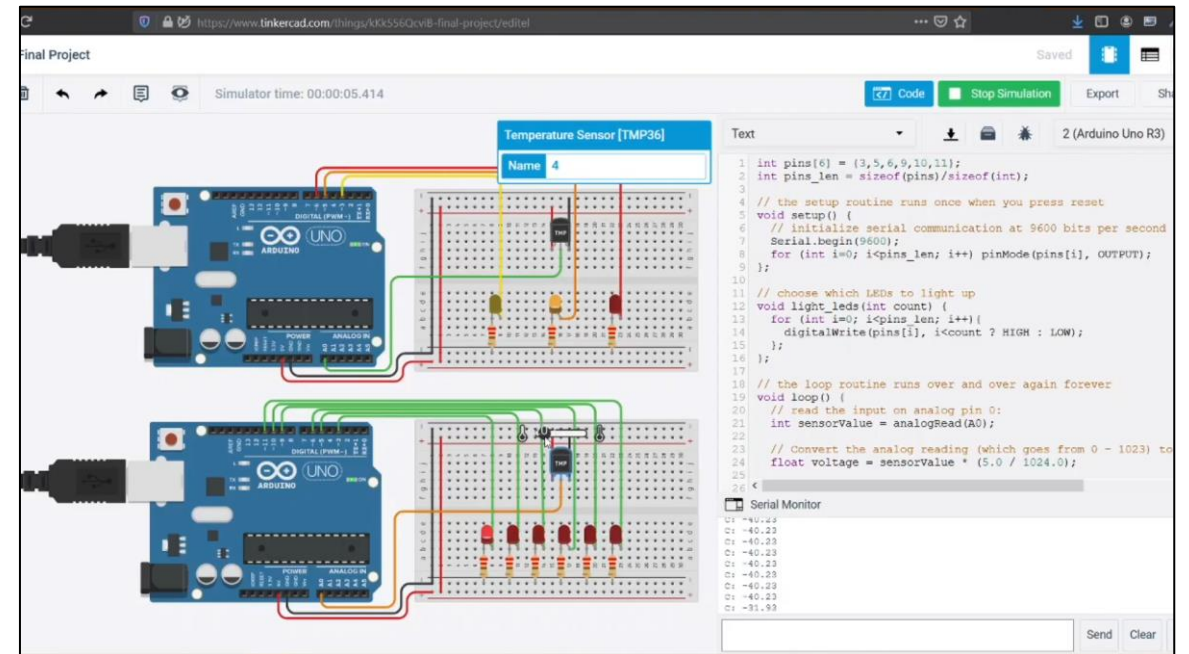 https://www.tinkercad.com/things/kKk556QcviB-final-project/editel
Final Project
Saved
Simulator time: 00:00:05.414
Code
Stop Simulation
Export
Temperature Sensor [TMP36]
Name 4
Text
2 (Arduino Uno R3)
1 int pins[6] = {3,5,6,9,10,11};
2 int pins_len = sizeof(pins)/sizeof(int);
3
4 // the setup routine runs once when you press reset
5 void setup() {
6 // initialize serial communication at 9600 bits per second
7 Serial.begin(9600);
8 for (int i=0; i<pins_len; i++) pinMode(pins[i], OUTPUT);
9 };
10
11 // choose which LEDs to light up
12 void light_leds(int count) {
13 for (int i=0; i<pins_len; i++){
14 digitalWrite(pins[i], i<count ? HIGH : LOW);
15 };
16 };
17
18 // the loop routine runs over and over again forever
19 void loop() {
20 // read the input on analog pin 0:
21 int sensorValue = analogRead(A0);
22
23 // Convert the analog reading (which goes from 0 - 1023) to
24 float voltage = sensorValue * (5.0 / 1024.0);
25
26
Serial Monitor
C: -40.23
C: -40.23
C: -40.23
C: -40.23
C: -40.23
C: -40.23
C: -40.23
C: -31.93
Send Clear
DIGITAL (PWM~)
UNO
ARDUINO
TMP
POWER
ANALOG IN
DIGITAL (PWM~)
UNO
ARDUINO
TMP
POWER
ANALOG IN